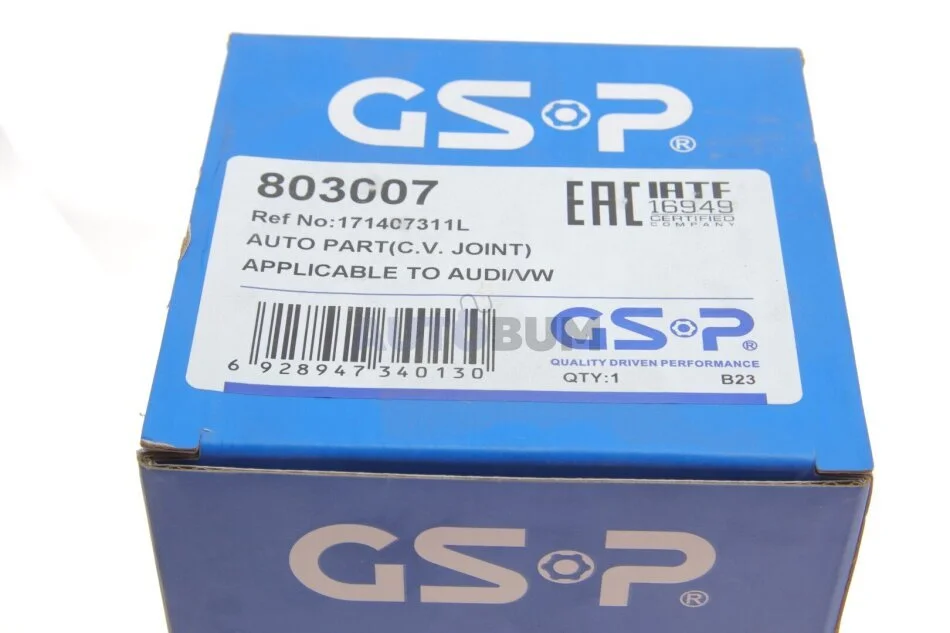 GS·P®
803007
EAC
IATF
16949
CERTIFIED
COMPANY
Ref No:171407311L
AUTO PART(C.V. JOINT)
APPLICABLE TO AUDI/VW
AUTOBUM
6 928947 340130
GS·P®
QUALITY DRIVEN PERFORMANCE
QTY:1
B23
GS·P®